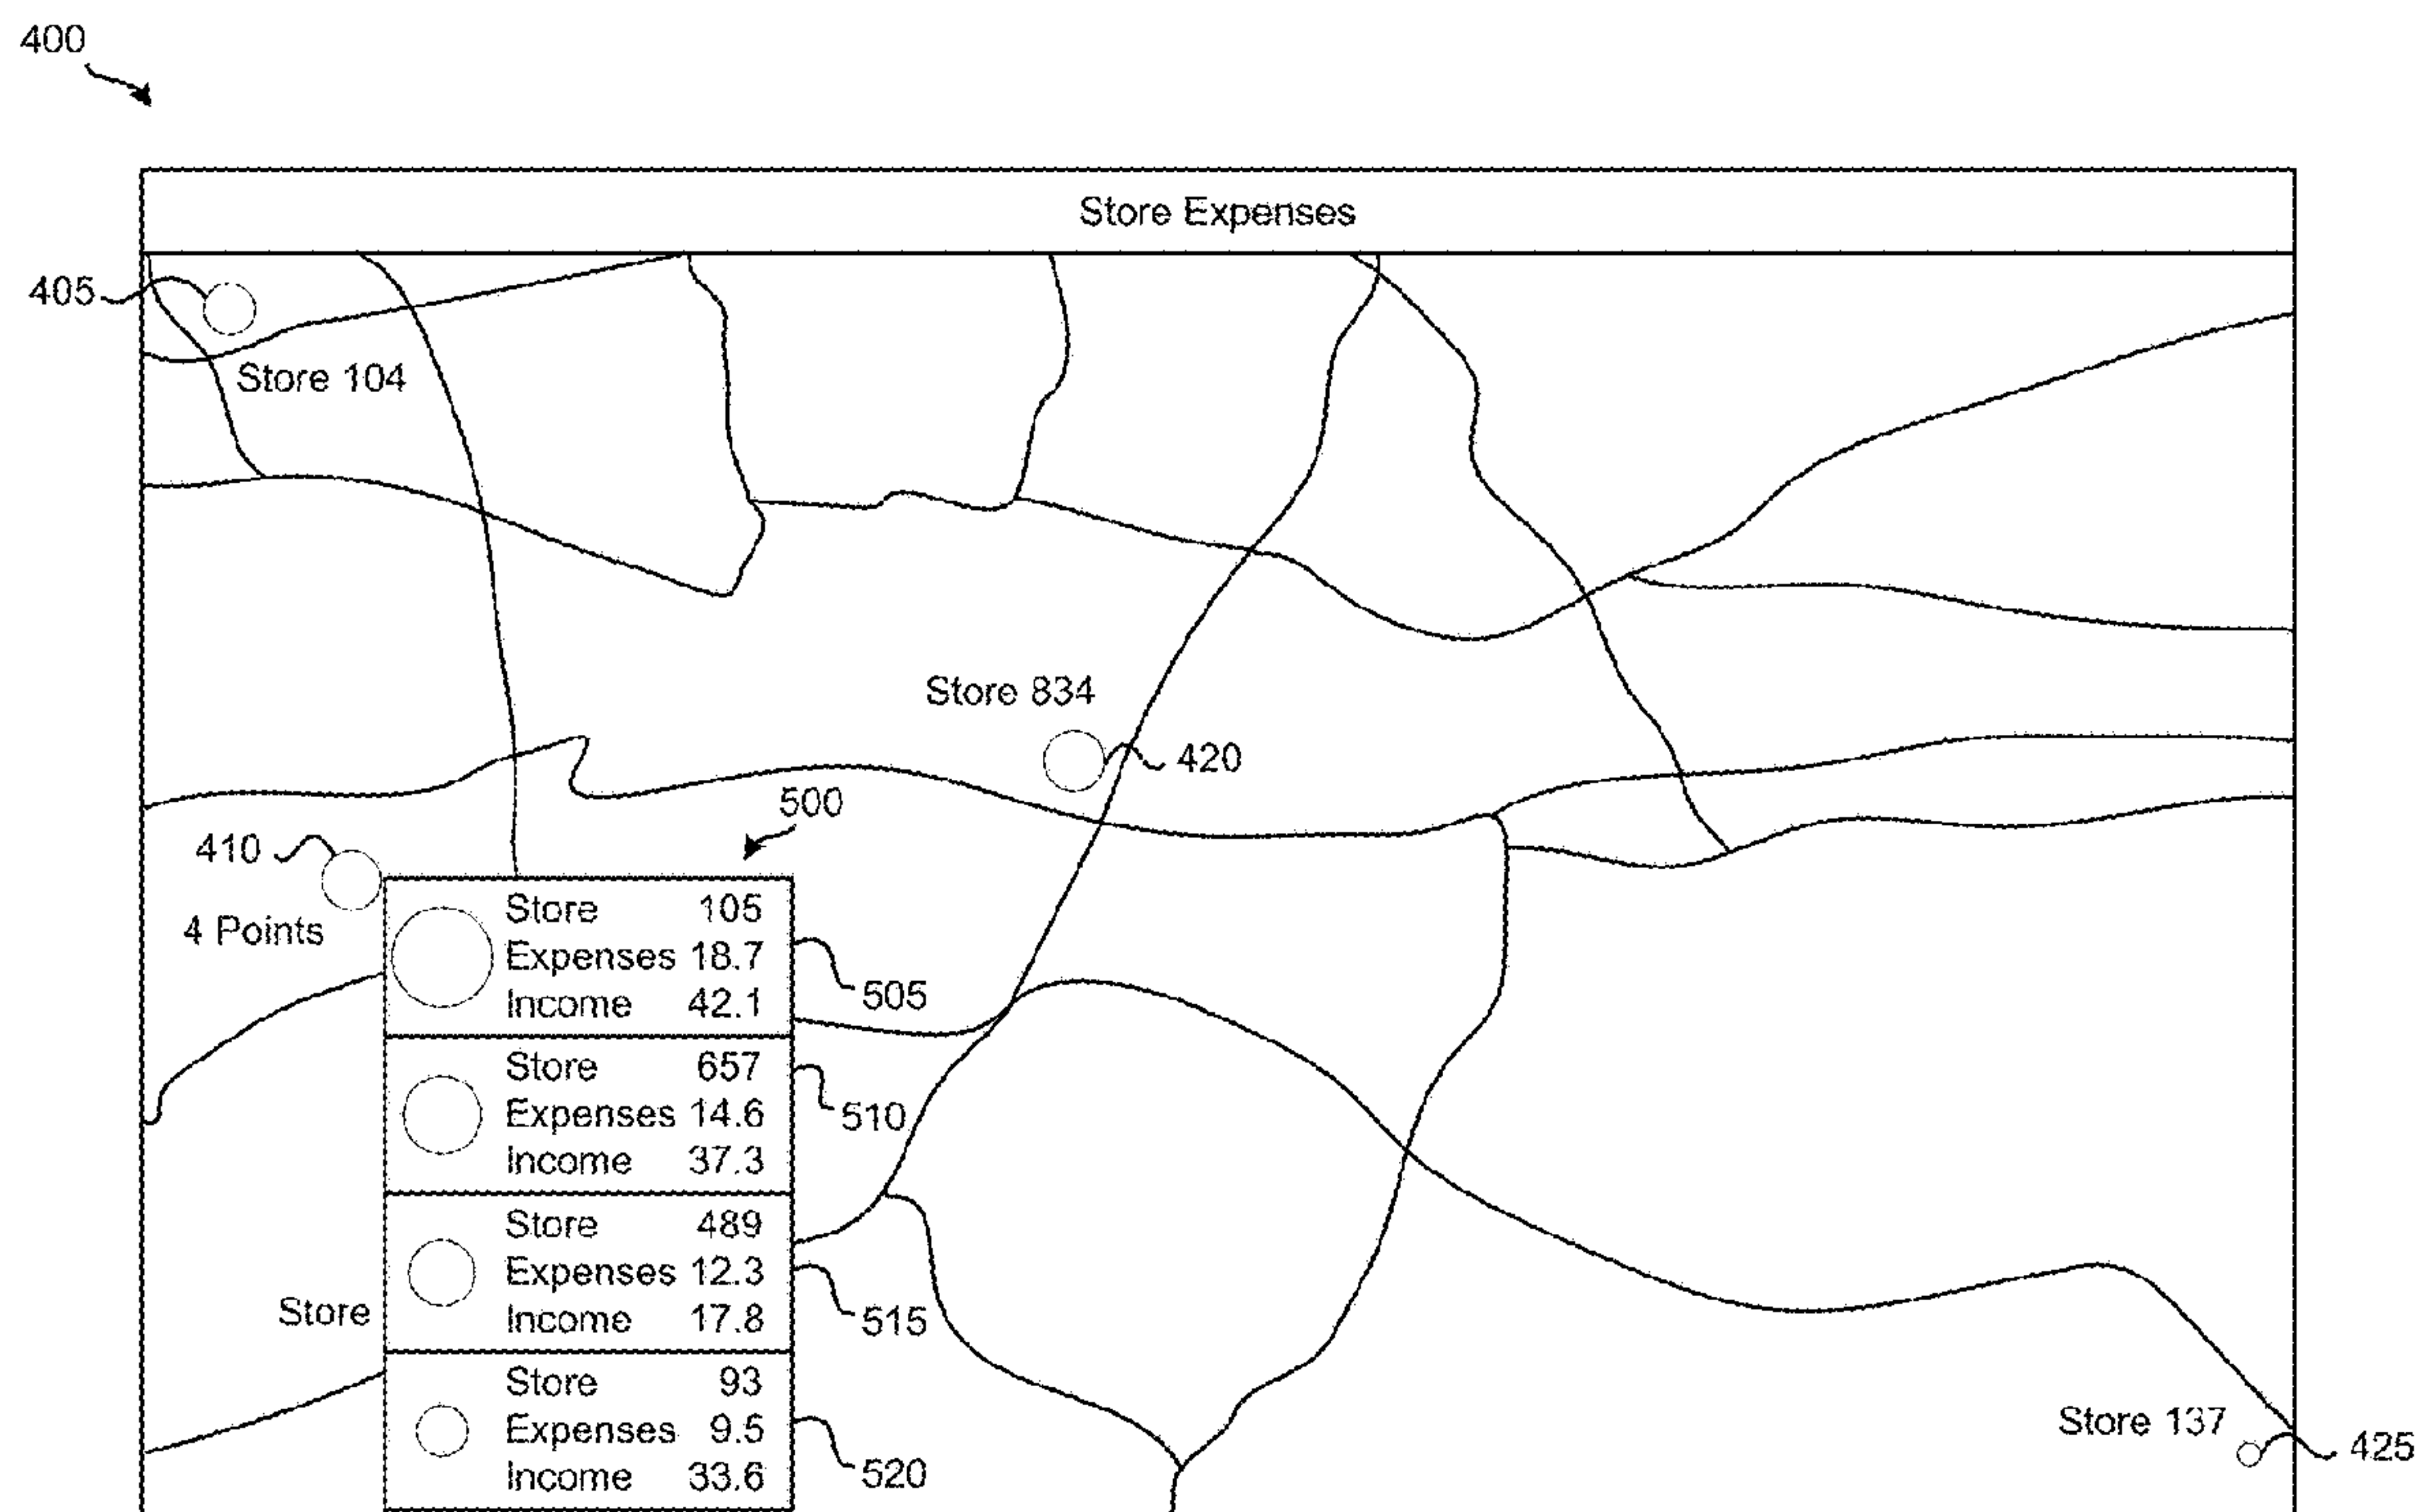 400
Store Expenses
405
Store 104
Store 834
420
500
410
4 Points
Store 105
Expenses 18.7
Income 42.1
505
Store 657
Expenses 14.6
Income 37.3
510
Store 489
Expenses 12.3
Income 17.8
515
Store
Store 93
Expenses 9.5
Income 33.6
520
Store 137
425